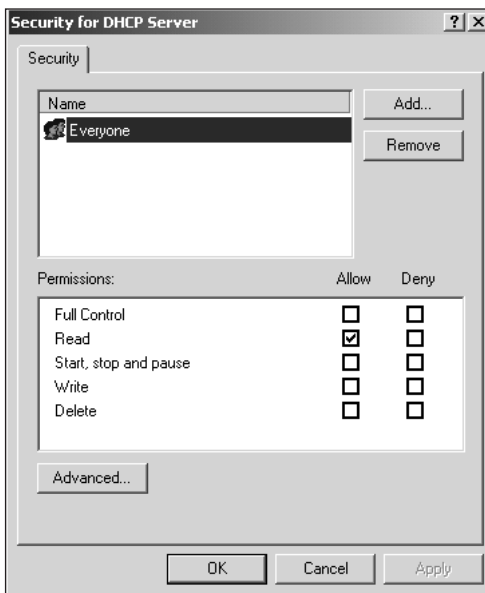 Security for DHCP Server
Security
Name
Everyone
Add...
Remove
Permissions: Allow Deny
Full Control
Read
Start, stop and pause
Write
Delete
Advanced...
OK Cancel Apply